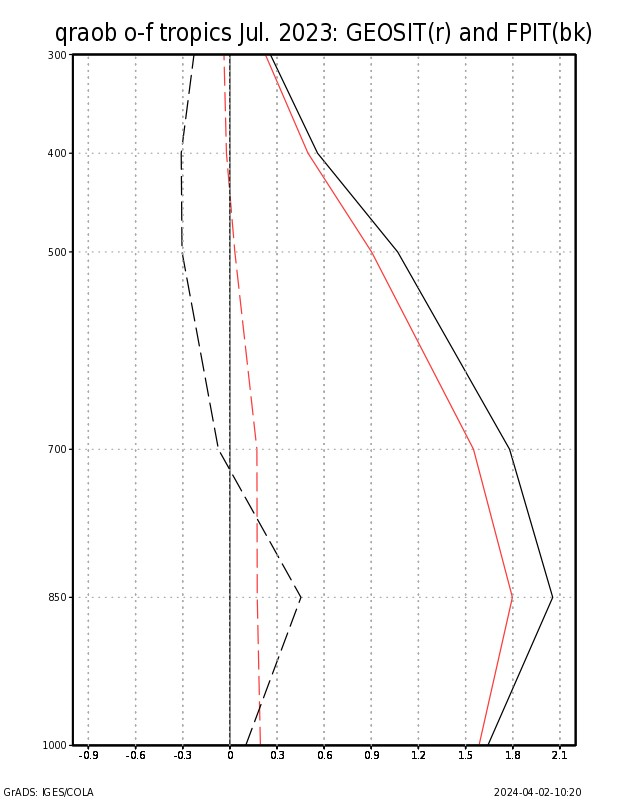 qraob o-f tropics Jul. 2023: GEOSIT(r) and FPIT(bk)
300
400
500
700
850
1000
-0.9 -0.6 -0.3 0 0.3 0.6 0.9 1.2 1.5 1.8 2.1
GrADS: IGES/COLA 2024-04-02-10:20